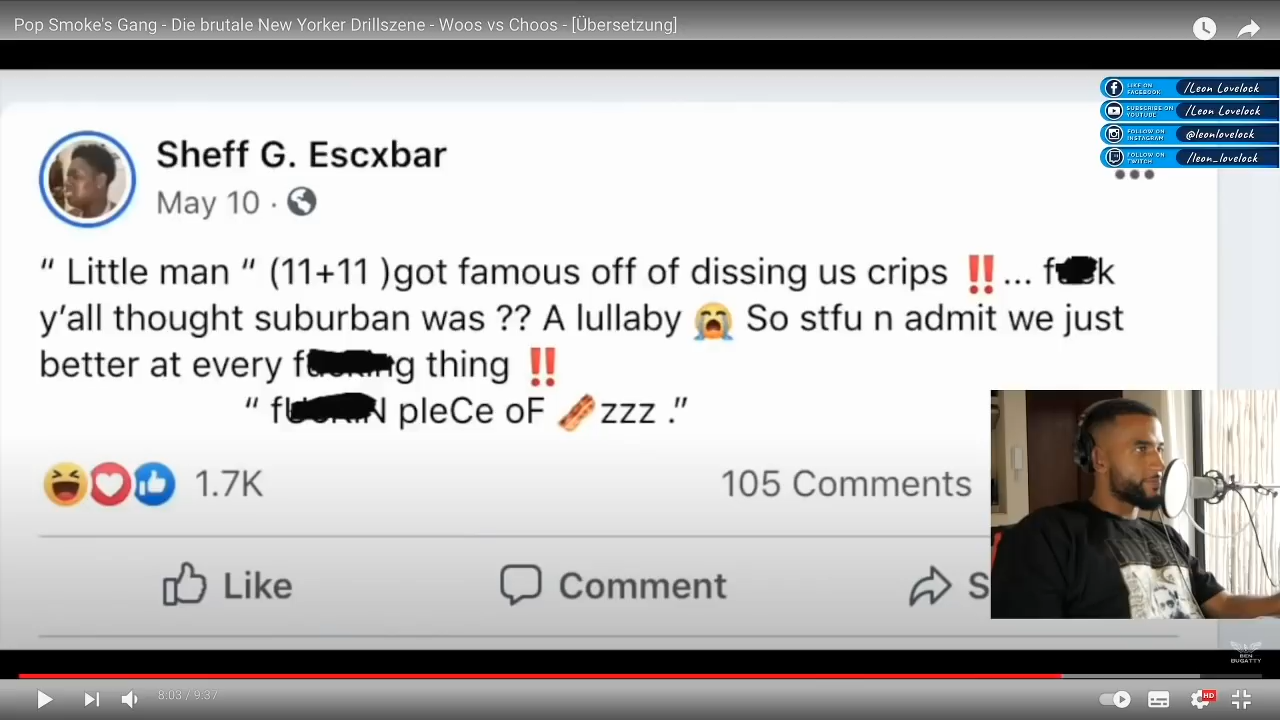 Pop Smoke's Gang - Die brutale New Yorker Drillszene - Woos vs Choos - [Übersetzung]
LIKE ON FACEBOOK /Leon Lovelock
SUBSCRIBE ON YOUTUBE /Leon Lovelock
FOLLOW ON INSTAGRAM @leonlovelock
FOLLOW ON TWITCH /leon_lovelock
Sheff G. Escxbar
May 10 ·
“ Little man “ (11+11 )got famous off of dissing us crips ‼️... f k
y’all thought suburban was ?? A lullaby 😭 So stfu n admit we just
better at every f g thing ‼️
“ f N pIeCe oF 🥓zzz .”
1.7K
105 Comments
Like
Comment
S
BEN BUGATTY
8:03 / 9:37
HD